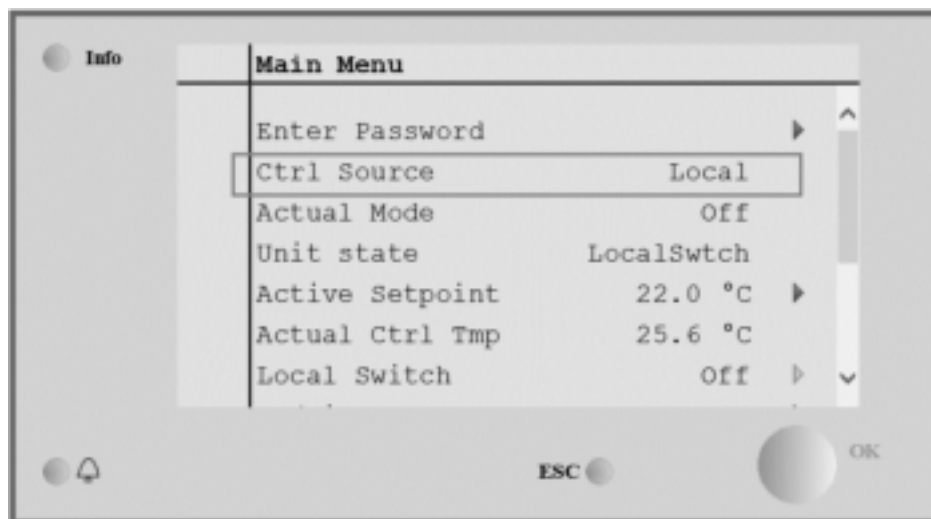 Info
Main Menu
Enter Password
Ctrl Source Local
Actual Mode Off
Unit state LocalSwtch
Active Setpoint 22.0 °C
Actual Ctrl Tmp 25.6 °C
Local Switch Off
ESC
OK